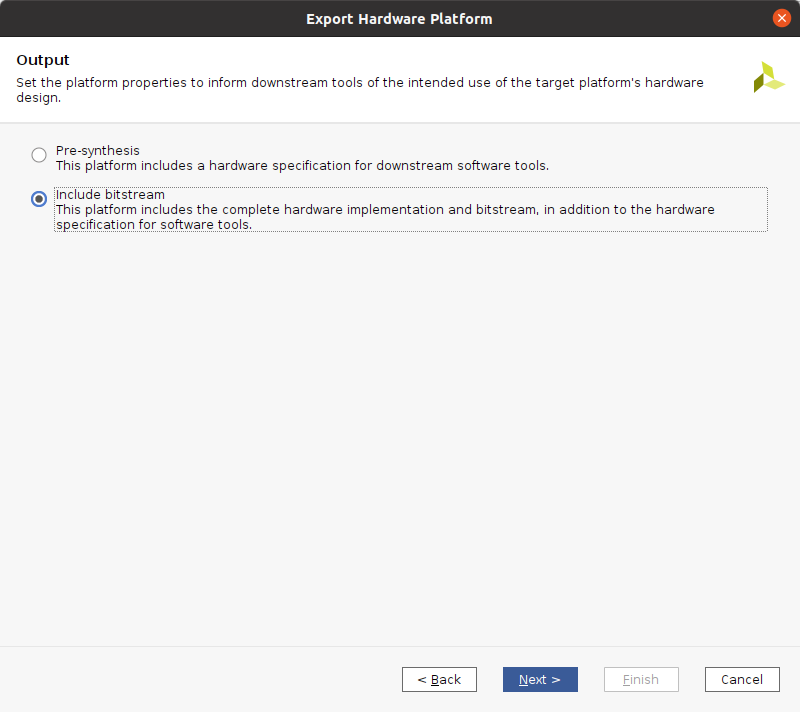 Export Hardware Platform
Output
Set the platform properties to inform downstream tools of the intended use of the target platform's hardware
design.
Pre-synthesis
This platform includes a hardware specification for downstream software tools.
Include bitstream
This platform includes the complete hardware implementation and bitstream, in addition to the hardware
specification for software tools.
< Back
Next >
Finish
Cancel